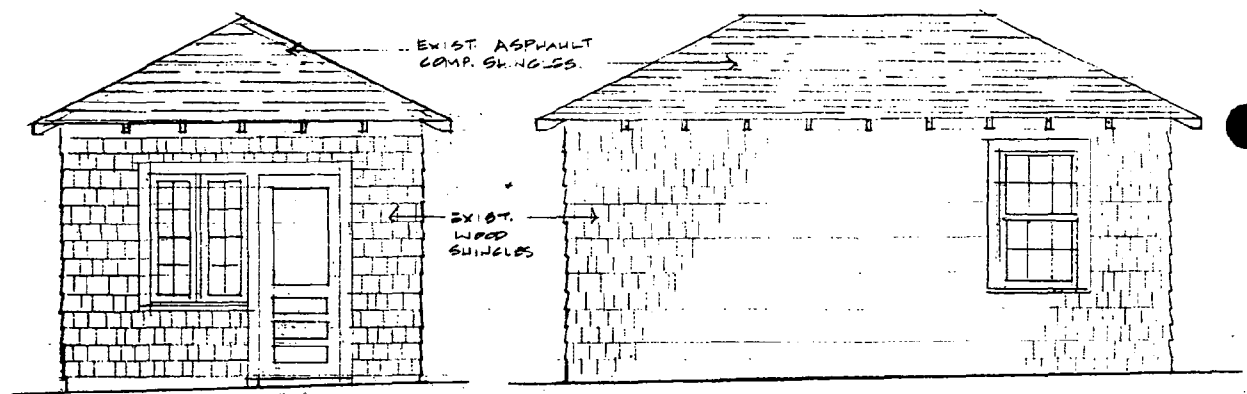 EXIST. ASPHAULT
COMP. SHINGLES.
EXIST.
WOOD
SHINGLES